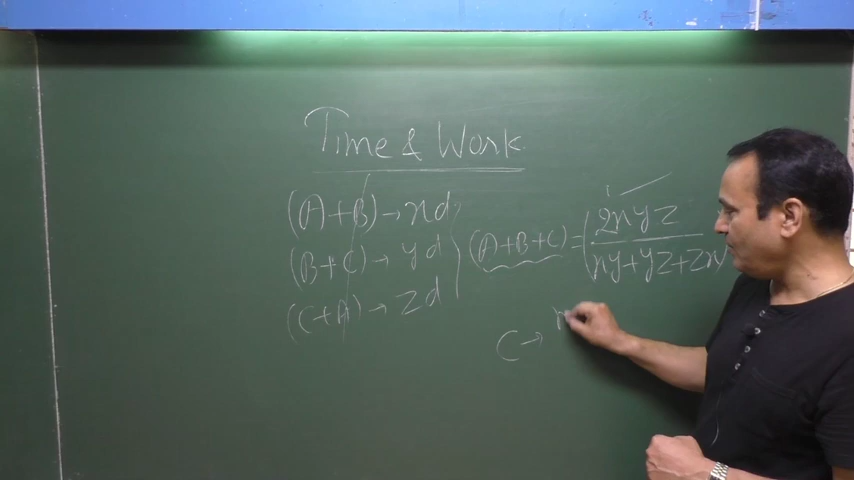 Time & Work
(A+B) → xd
(B+C) → yd
(C+A) → zd
(A+B+C) = (2xyz / xy+yz+zx)
C →